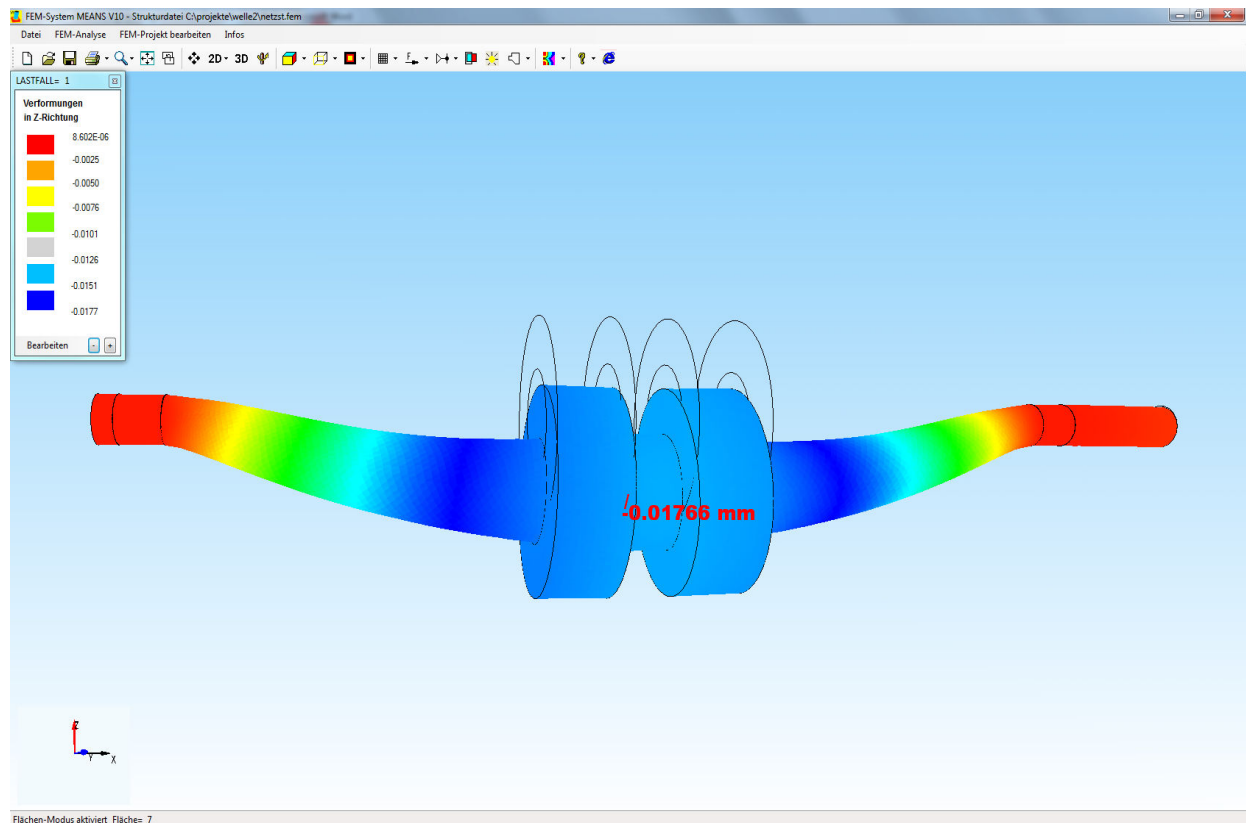 FEM-System MEANS V10 - Strukturdatei C:\projekte\welle2\netzst.fem
Datei FEM-Analyse FEM-Projekt bearbeiten Infos
2D 3D
LASTFALL= 1
Verformungen
in Z-Richtung
8.602E-06
-0.0025
-0.0050
-0.0076
-0.0101
-0.0126
-0.0151
-0.0177
Bearbeiten - +
-0.01766 mm
Z
Y X
Flächen-Modus aktiviert Fläche= 7